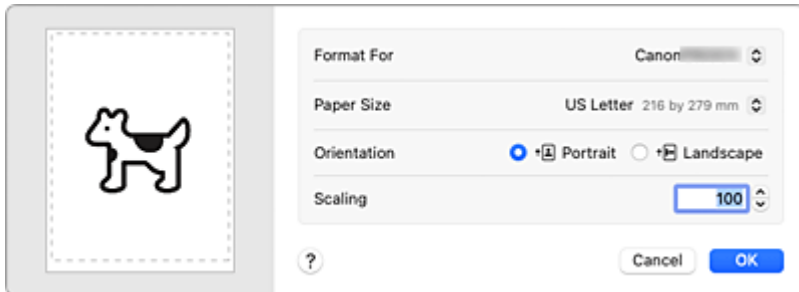 Format For Canon
Paper Size US Letter 216 by 279 mm
Orientation Portrait Landscape
Scaling 100
? Cancel OK